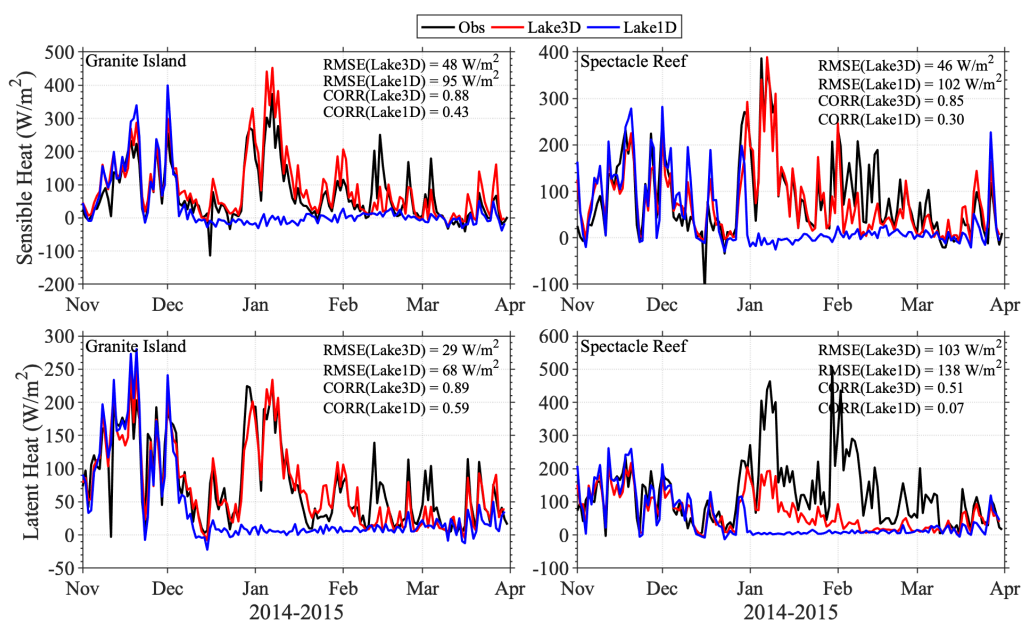 Obs Lake3D Lake1D
Granite Island
RMSE(Lake3D) = 48 W/m²
RMSE(Lake1D) = 95 W/m²
CORR(Lake3D) = 0.88
CORR(Lake1D) = 0.43
Sensible Heat (W/m²)
500
400
300
200
100
0
-100
-200
Nov Dec Jan Feb Mar Apr
Spectacle Reef
RMSE(Lake3D) = 46 W/m²
RMSE(Lake1D) = 102 W/m²
CORR(Lake3D) = 0.85
CORR(Lake1D) = 0.30
400
300
200
100
0
-100
Nov Dec Jan Feb Mar Apr
Granite Island
RMSE(Lake3D) = 29 W/m²
RMSE(Lake1D) = 68 W/m²
CORR(Lake3D) = 0.89
CORR(Lake1D) = 0.59
Latent Heat (W/m²)
300
250
200
150
100
50
0
-50
Nov Dec Jan Feb Mar Apr
2014-2015
Spectacle Reef
RMSE(Lake3D) = 103 W/m²
RMSE(Lake1D) = 138 W/m²
CORR(Lake3D) = 0.51
CORR(Lake1D) = 0.07
600
500
400
300
200
100
0
-100
Nov Dec Jan Feb Mar Apr
2014-2015